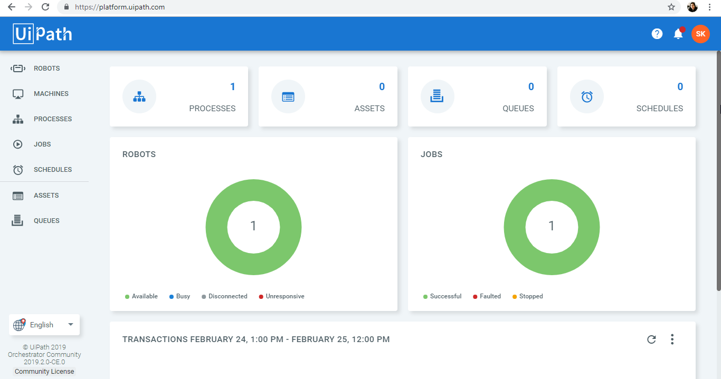 https://platform.uipath.com
UiPath
SK
ROBOTS
MACHINES
PROCESSES
JOBS
SCHEDULES
ASSETS
QUEUES
1
PROCESSES
0
ASSETS
0
QUEUES
0
SCHEDULES
ROBOTS
1
Available Busy Disconnected Unresponsive
JOBS
1
Successful Faulted Stopped
TRANSACTIONS FEBRUARY 24, 1:00 PM - FEBRUARY 25, 12:00 PM
English
© UiPath 2019
Orchestrator Community
2019.2.0-CE.0
Community License